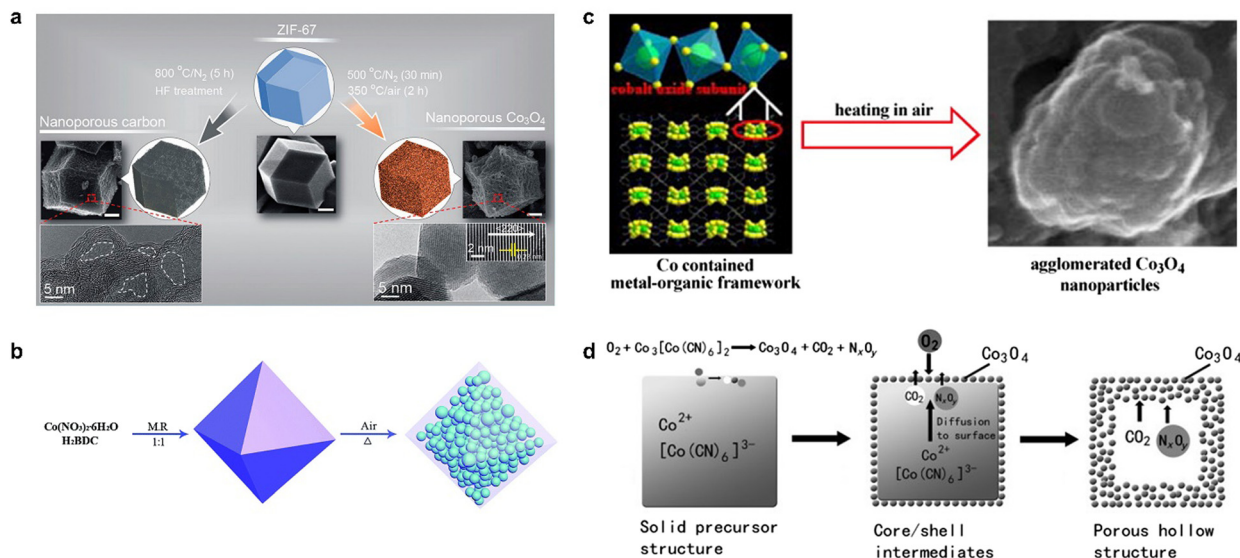 a
ZIF-67
800 °C/N₂ (5 h)
HF treatment
500 °C/N₂ (30 min)
350 °C/air (2 h)
Nanoporous carbon
Nanoporous Co₃O₄
5 nm
5 nm
2 nm
<220>
b
Co(NO₃)₂·6H₂O
H₂BDC
M.R
1:1
Air
△
c
cobalt oxide subunit
Co contained
metal-organic framework
heating in air
agglomerated Co₃O₄
nanoparticles
d
O₂ + Co₃[Co(CN)₆]₂ → Co₃O₄ + CO₂ + NₓOᵧ
Co²⁺
[Co(CN)₆]³⁻
Solid precursor
structure
O₂
Co₃O₄
CO₂
NₓOᵧ
Diffusion
to surface
Co²⁺
[Co(CN)₆]³⁻
Core/shell
intermediates
Co₃O₄
CO₂
NₓOᵧ
Porous hollow
structure